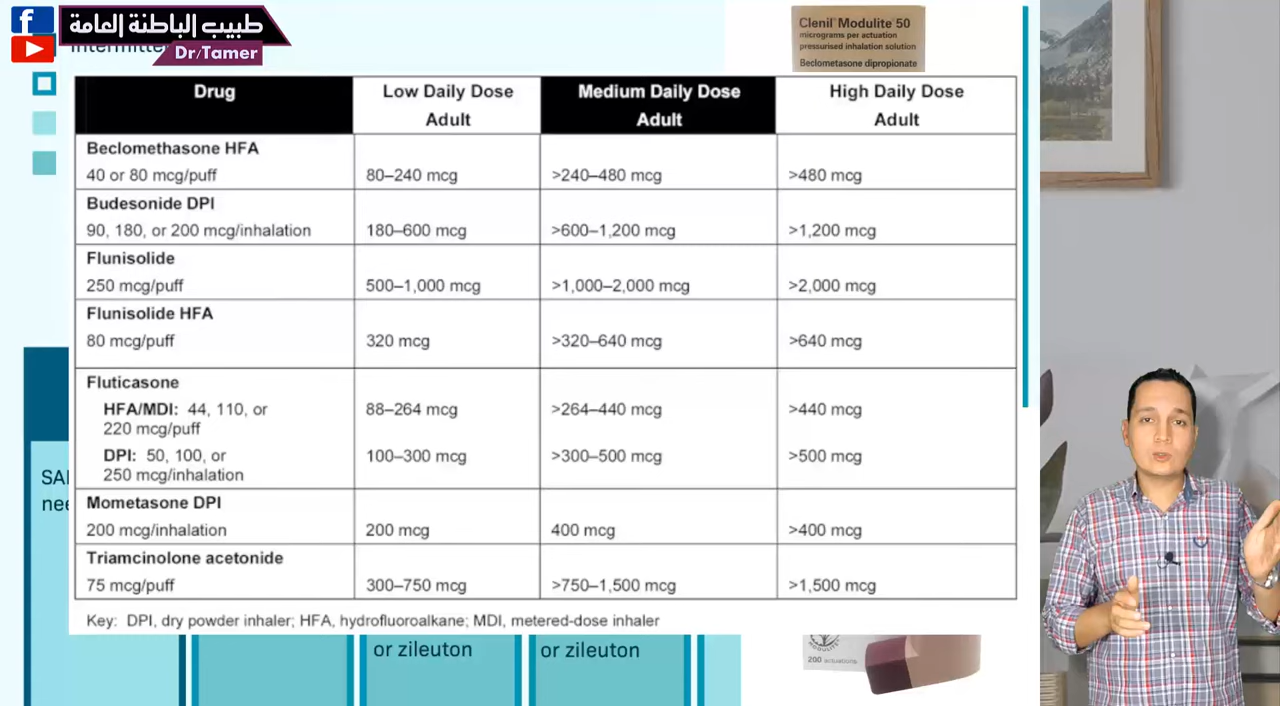 طبيب الباطنة العامة
Dr/Tamer
Clenil Modulite 50
micrograms per actuation
pressurised inhalation solution
Beclometasone dipropionate
Drug Low Daily Dose Adult Medium Daily Dose Adult High Daily Dose Adult
Beclomethasone HFA
40 or 80 mcg/puff 80–240 mcg >240–480 mcg >480 mcg
Budesonide DPI
90, 180, or 200 mcg/inhalation 180–600 mcg >600–1,200 mcg >1,200 mcg
Flunisolide
250 mcg/puff 500–1,000 mcg >1,000–2,000 mcg >2,000 mcg
Flunisolide HFA
80 mcg/puff 320 mcg >320–640 mcg >640 mcg
Fluticasone
HFA/MDI: 44, 110, or 88–264 mcg >264–440 mcg >440 mcg
220 mcg/puff
DPI: 50, 100, or 100–300 mcg >300–500 mcg >500 mcg
250 mcg/inhalation
Mometasone DPI
200 mcg/inhalation 200 mcg 400 mcg >400 mcg
Triamcinolone acetonide
75 mcg/puff 300–750 mcg >750–1,500 mcg >1,500 mcg
Key: DPI, dry powder inhaler; HFA, hydrofluoroalkane; MDI, metered-dose inhaler
or zileuton
or zileuton
200 actuations